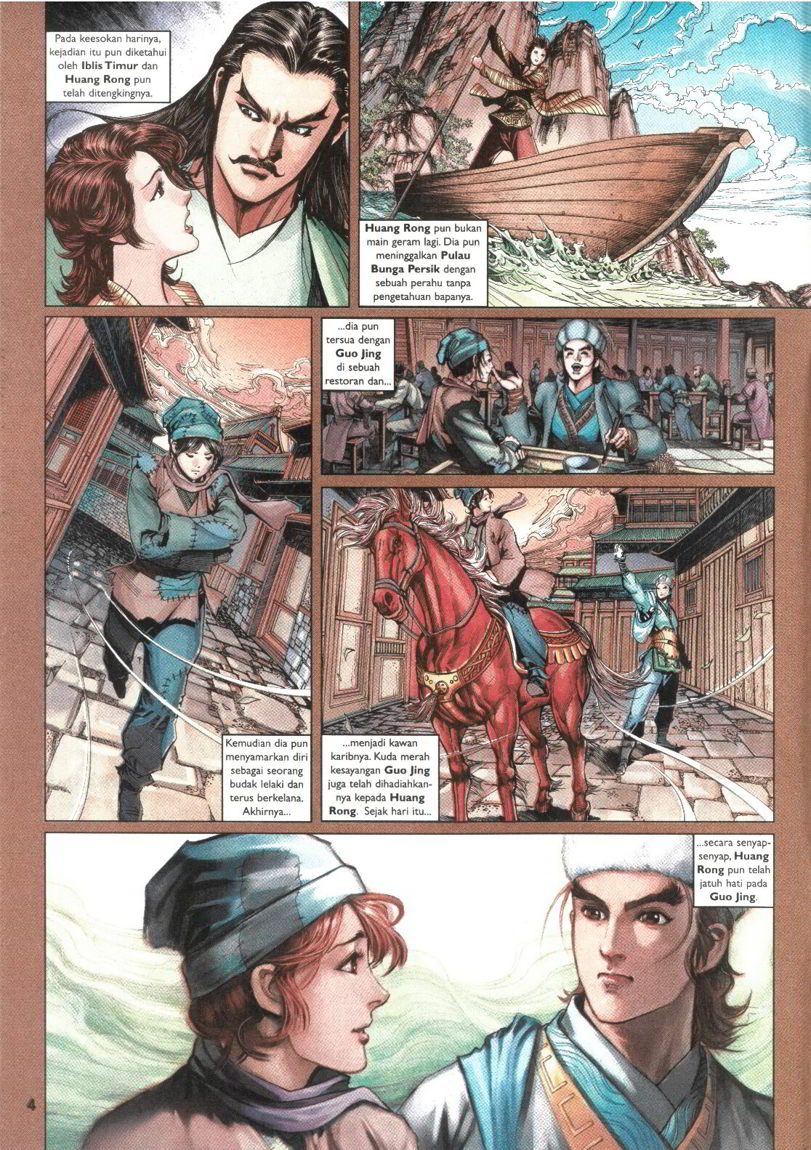 Pada keesokan harinya,
kejadian itu pun diketahui
oleh Iblis Timur dan
Huang Rong pun
telah ditengkingnya.
Huang Rong pun bukan
main geram lagi. Dia pun
meninggalkan Pulau
Bunga Persik dengan
sebuah perahu tanpa
pengetahuan bapanya.
Kemudian dia pun
menyamarkan diri
sebagai seorang
budak lelaki dan
terus berkelana.
Akhirnya...
...dia pun
tersua dengan
Guo Jing
di sebuah
restoran dan...
...menjadi kawan
karibnya. Kuda merah
kesayangan Guo Jing
juga telah dihadiahkan-
nya kepada Huang
Rong. Sejak hari itu...
...secara senyap-
senyap, Huang
Rong pun telah
jatuh hati pada
Guo Jing.
4